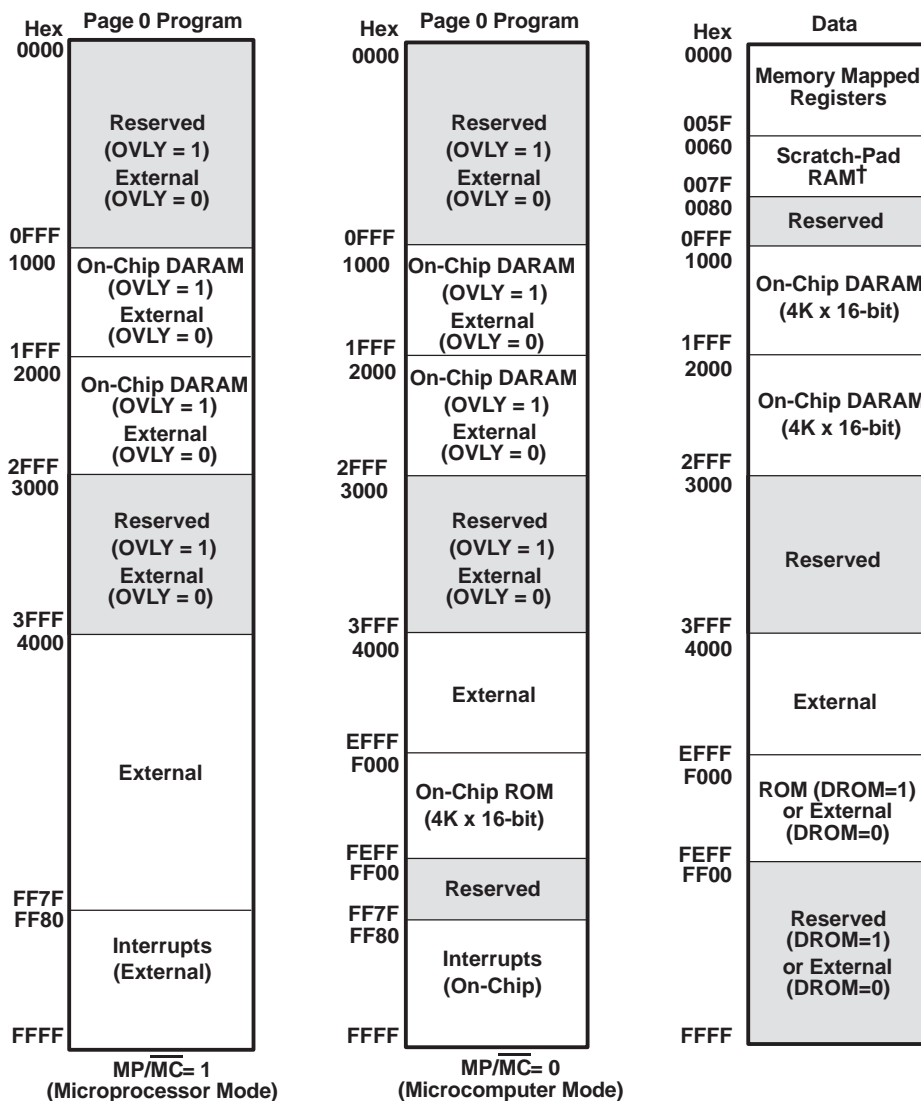 Hex
Page 0 Program
0000
Reserved
(OVLY = 1)
External
(OVLY = 0)
0FFF
1000
On-Chip DARAM
(OVLY = 1)
External
(OVLY = 0)
1FFF
2000
On-Chip DARAM
(OVLY = 1)
External
(OVLY = 0)
2FFF
3000
Reserved
(OVLY = 1)
External
(OVLY = 0)
3FFF
4000
External
FF7F
FF80
Interrupts
(External)
FFFF
MP/M̅C̅= 1
(Microprocessor Mode)
Hex
Page 0 Program
0000
Reserved
(OVLY = 1)
External
(OVLY = 0)
0FFF
1000
On-Chip DARAM
(OVLY = 1)
External
(OVLY = 0)
1FFF
2000
On-Chip DARAM
(OVLY = 1)
External
(OVLY = 0)
2FFF
3000
Reserved
(OVLY = 1)
External
(OVLY = 0)
3FFF
4000
External
EFFF
F000
On-Chip ROM
(4K x 16-bit)
FEFF
FF00
Reserved
FF7F
FF80
Interrupts
(On-Chip)
FFFF
MP/M̅C̅= 0
(Microcomputer Mode)
Hex
Data
0000
Memory Mapped
Registers
005F
0060
Scratch-Pad
RAM†
007F
0080
Reserved
0FFF
1000
On-Chip DARAM
(4K x 16-bit)
1FFF
2000
On-Chip DARAM
(4K x 16-bit)
2FFF
3000
Reserved
3FFF
4000
External
EFFF
F000
ROM (DROM=1)
or External
(DROM=0)
FEFF
FF00
Reserved
(DROM=1)
or External
(DROM=0)
FFFF